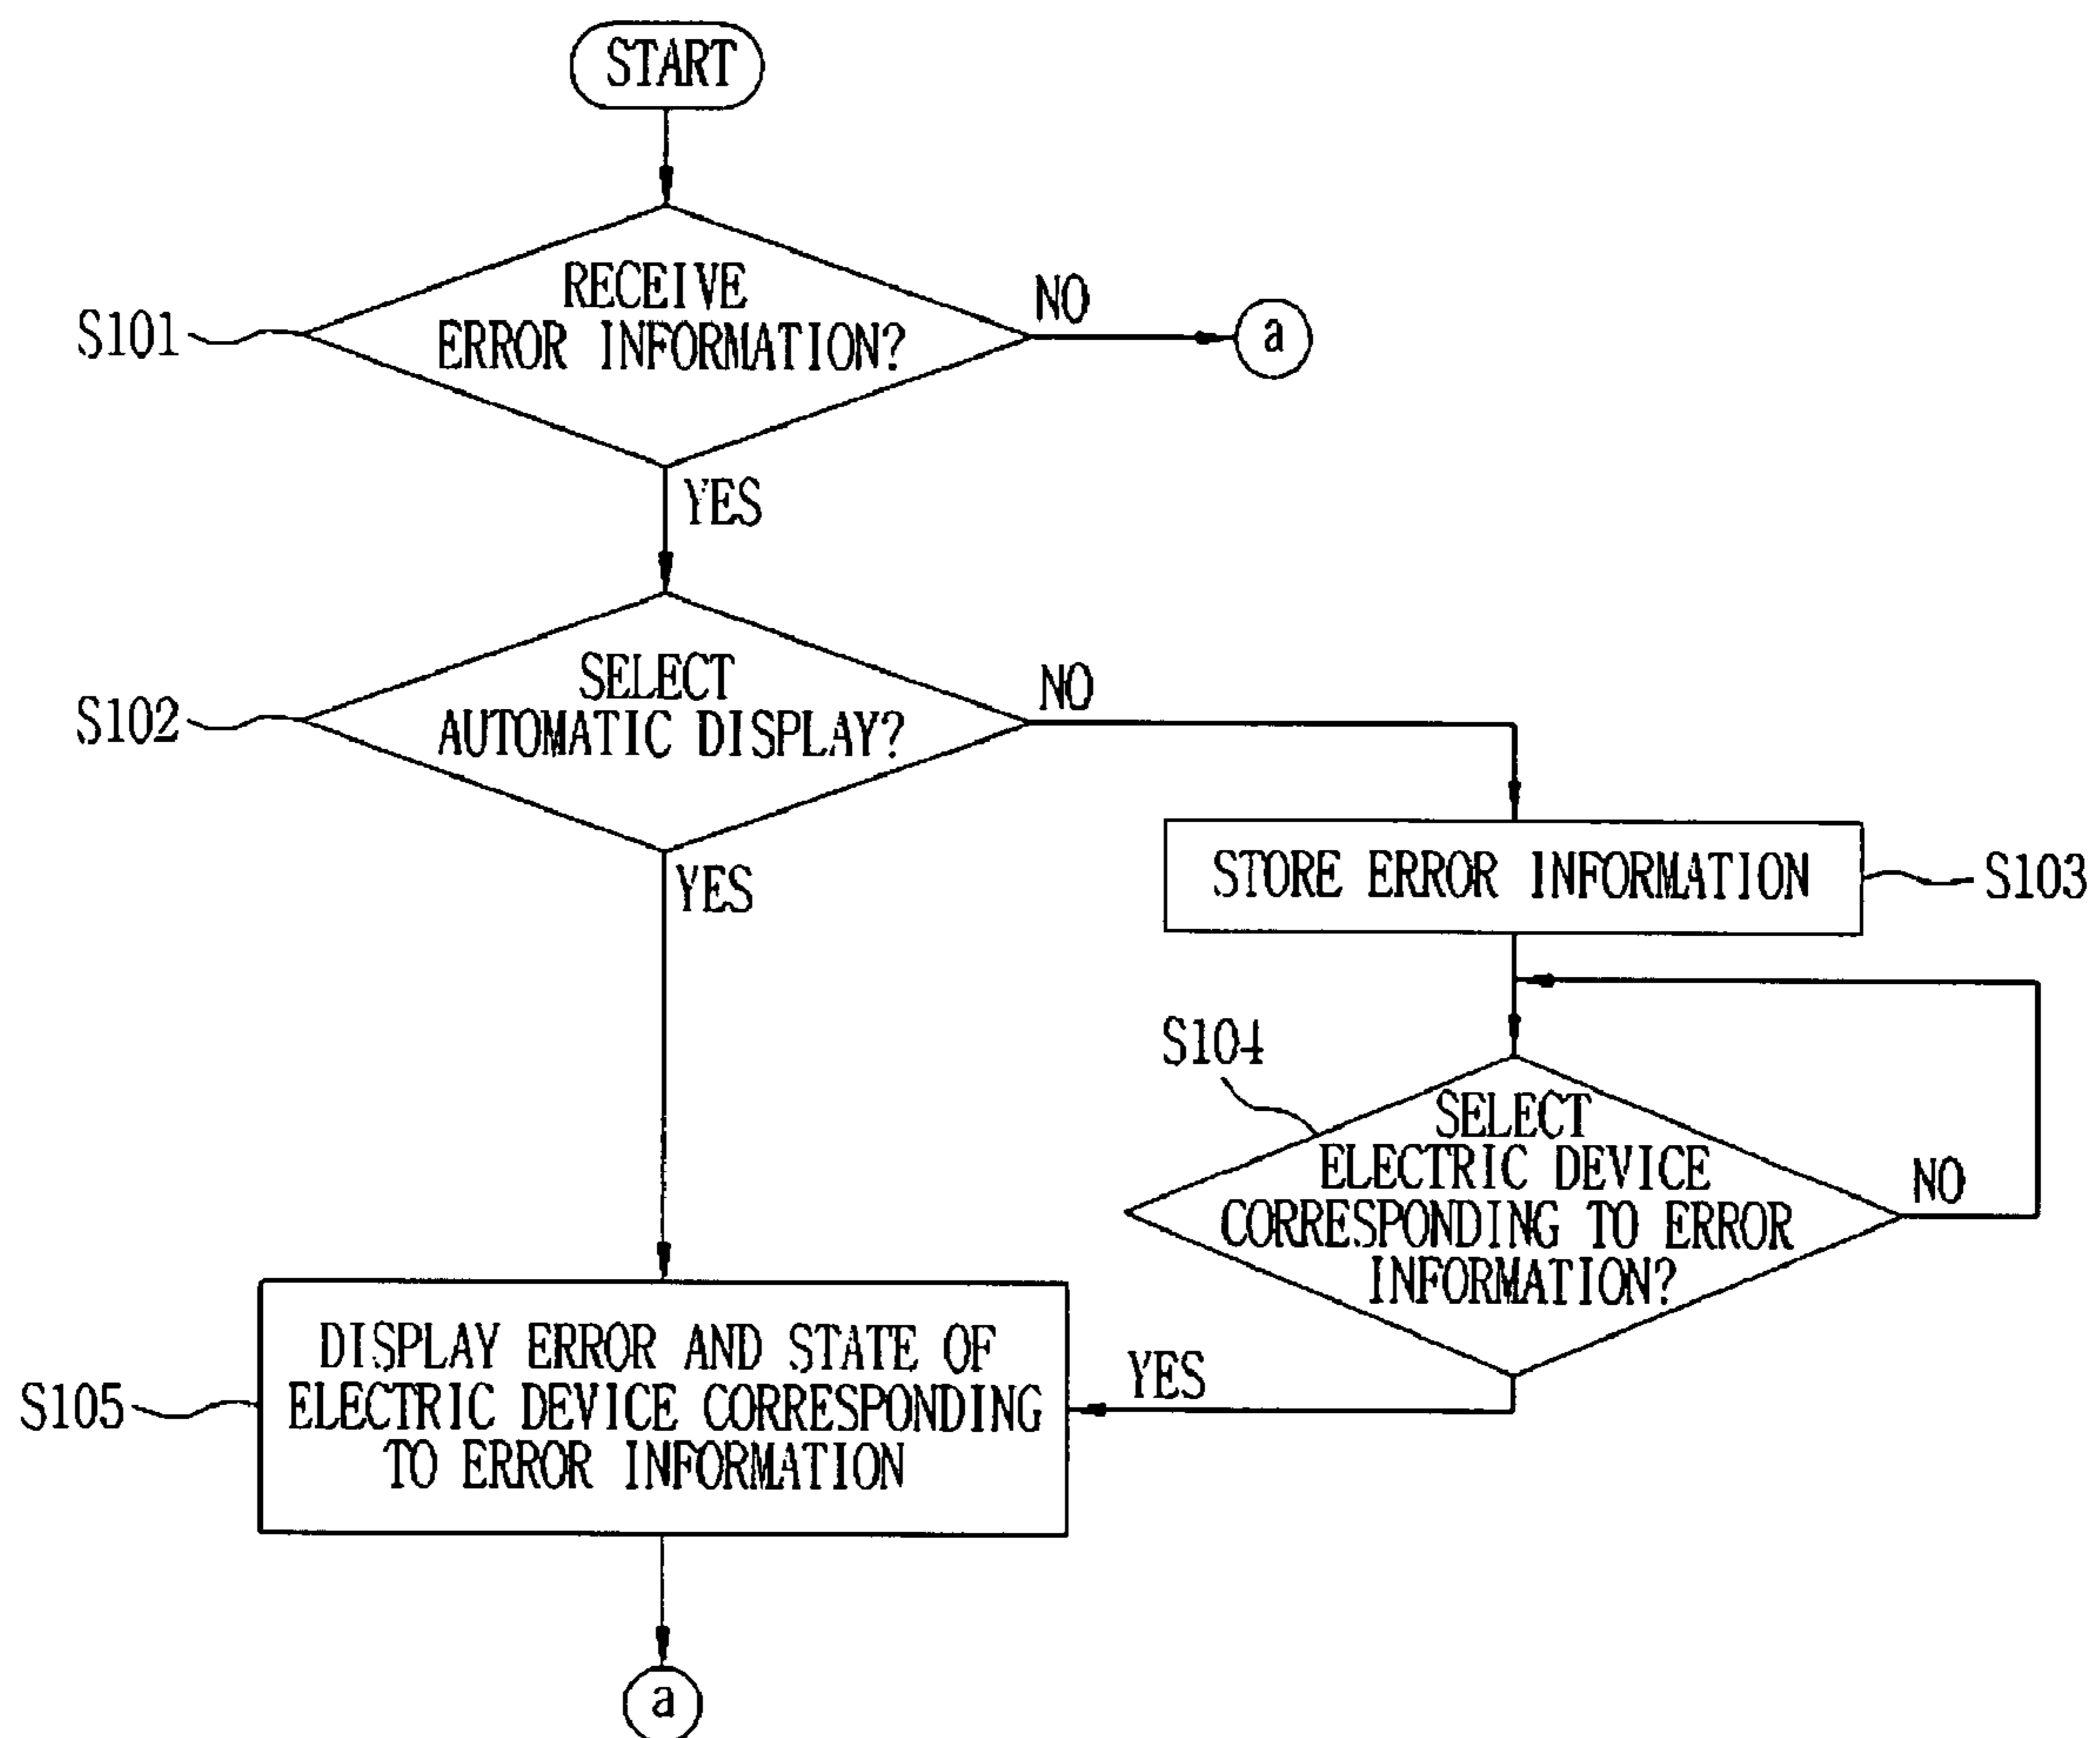 START
S101
RECEIVE
ERROR INFORMATION?
NO
a
YES
S102
SELECT
AUTOMATIC DISPLAY?
NO
YES
STORE ERROR INFORMATION
S103
S104
SELECT
ELECTRIC DEVICE
CORRESPONDING TO ERROR
INFORMATION?
NO
YES
S105
DISPLAY ERROR AND STATE OF
ELECTRIC DEVICE CORRESPONDING
TO ERROR INFORMATION
a